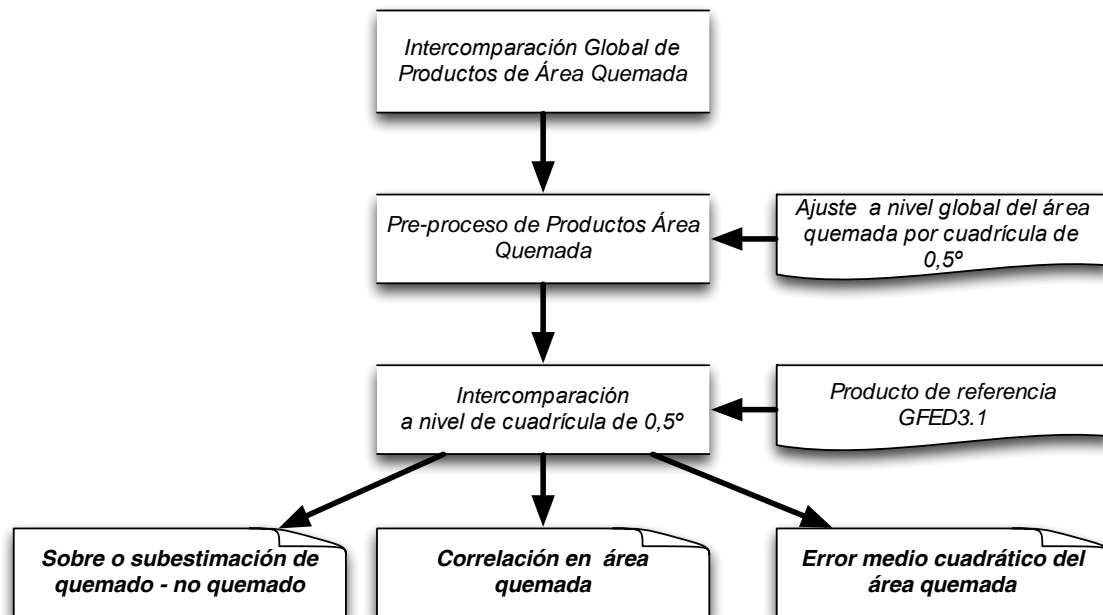 Intercomparación Global de
Productos de Área Quemada
Pre-proceso de Productos Área
Quemada
Ajuste a nivel global del área
quemada por cuadrícula de
0,5º
Intercomparación
a nivel de cuadrícula de 0,5º
Producto de referencia
GFED3.1
Sobre o subestimación de
quemado - no quemado
Correlación en área
quemada
Error medio cuadrático del
área quemada